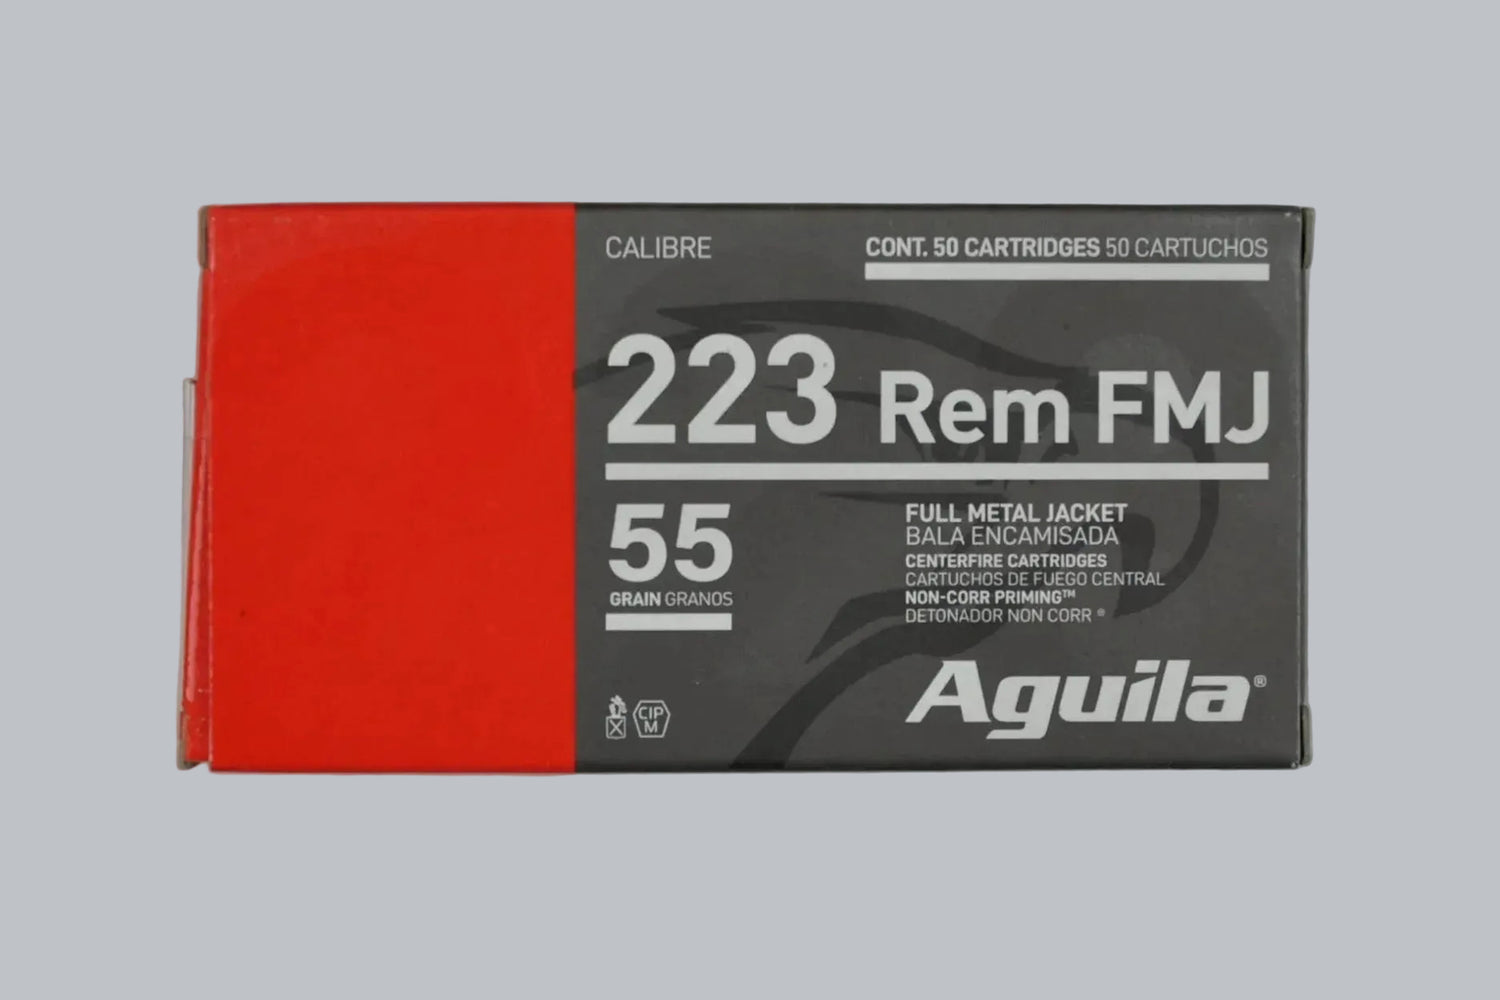 CALIBRE
CONT. 50 CARTRIDGES 50 CARTUCHOS
223 Rem FMJ
55
GRAIN GRANOS
FULL METAL JACKET
BALA ENCAMISADA
CENTERFIRE CARTRIDGES
CARTUCHOS DE FUEGO CENTRAL
NON-CORR PRIMING™
DETONADOR NON CORR ®
CIP
M
Aguila®